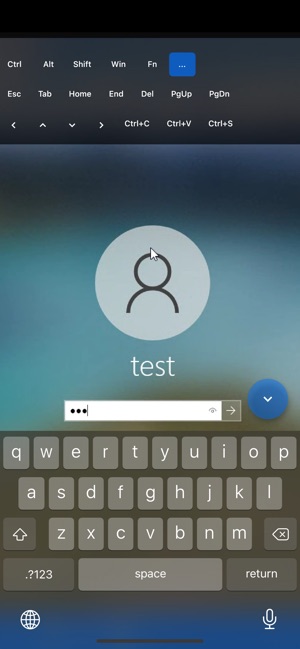 Ctrl Alt Shift Win Fn ...
Esc Tab Home End Del PgUp PgDn
Ctrl+C Ctrl+V Ctrl+S
test
q w e r t y u i o p
a s d f g h j k l
z x c v b n m
.?123 space return